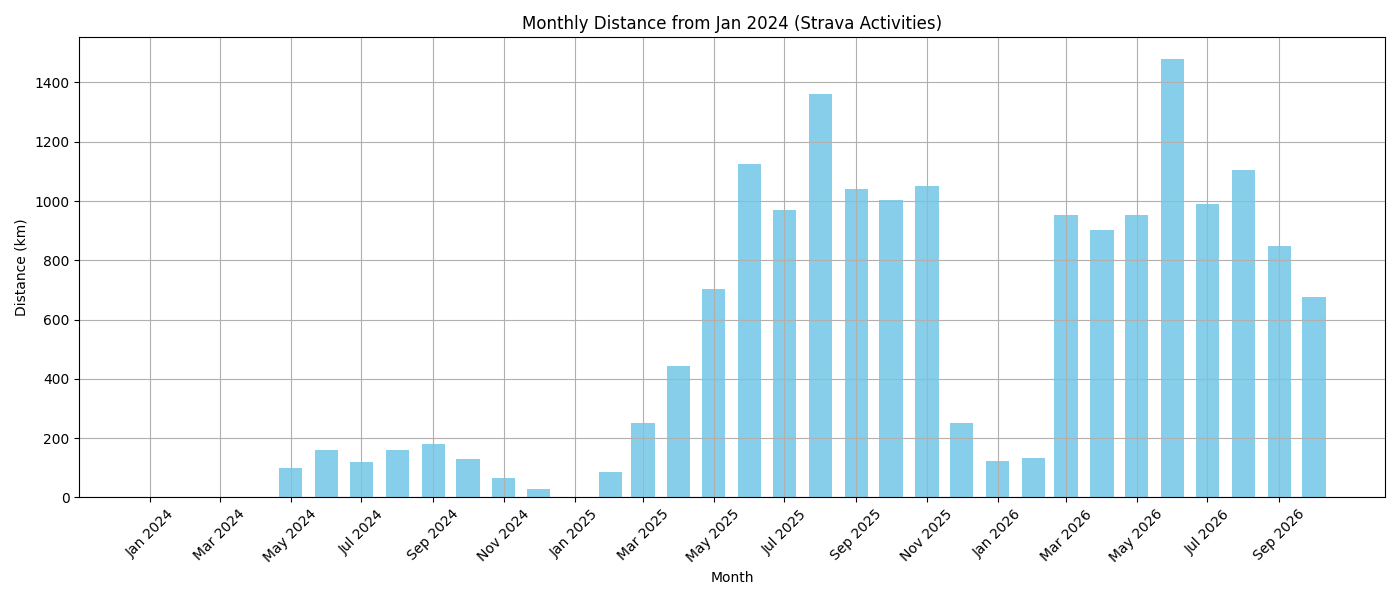 Monthly Distance from Jan 2024 (Strava Activities)
Distance (km)
1400
1200
1000
800
600
400
200
0
Jan 2024
Mar 2024
May 2024
Jul 2024
Sep 2024
Nov 2024
Jan 2025
Mar 2025
May 2025
Jul 2025
Sep 2025
Nov 2025
Jan 2026
Mar 2026
May 2026
Jul 2026
Sep 2026
Month